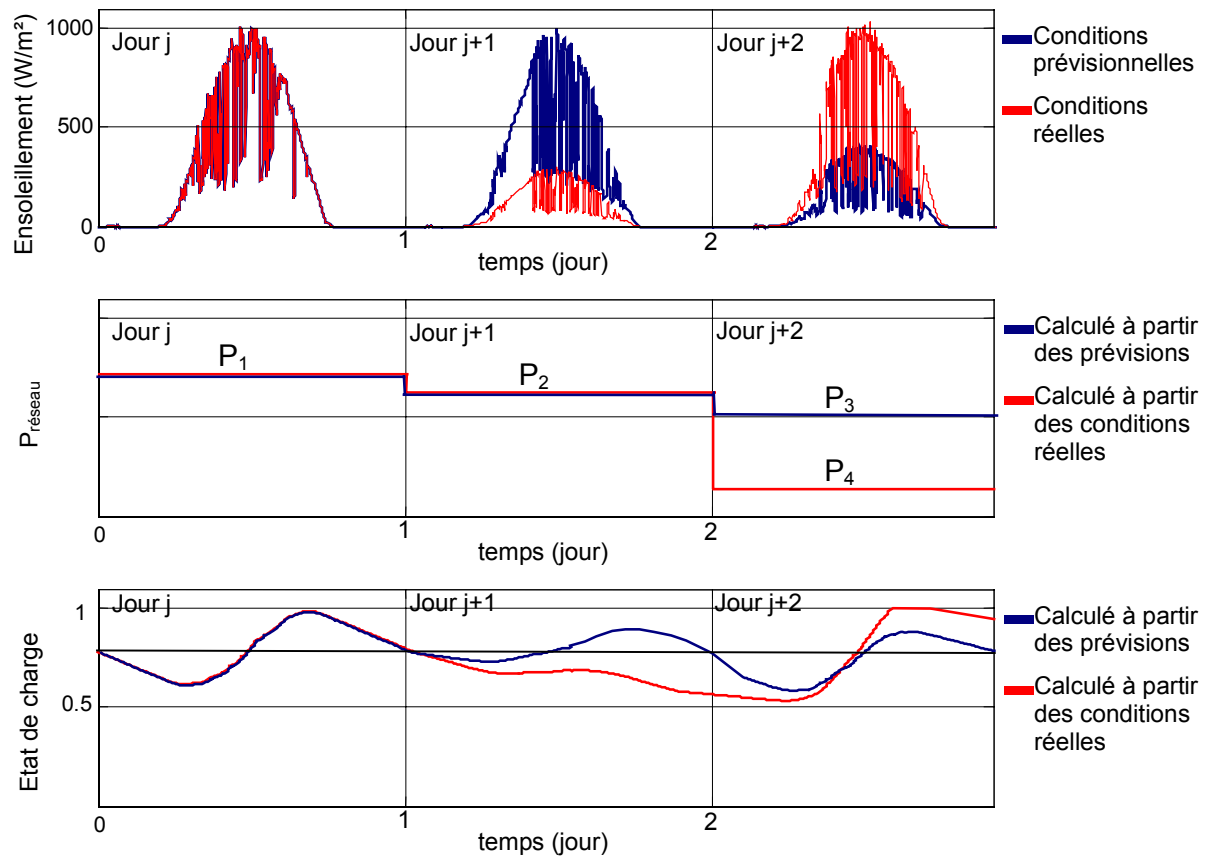 Ensoleillement (W/m²)
1000
500
0
Jour j
Jour j+1
Jour j+2
0
1
2
temps (jour)
Conditions
prévisionnelles
Conditions
réelles
Préseau
Jour j
Jour j+1
Jour j+2
P1
P2
P3
P4
0
1
2
temps (jour)
Calculé à partir
des prévisions
Calculé à partir
des conditions
réelles
Etat de charge
1
0.5
Jour j
Jour j+1
Jour j+2
0
1
2
temps (jour)
Calculé à partir
des prévisions
Calculé à partir
des conditions
réelles